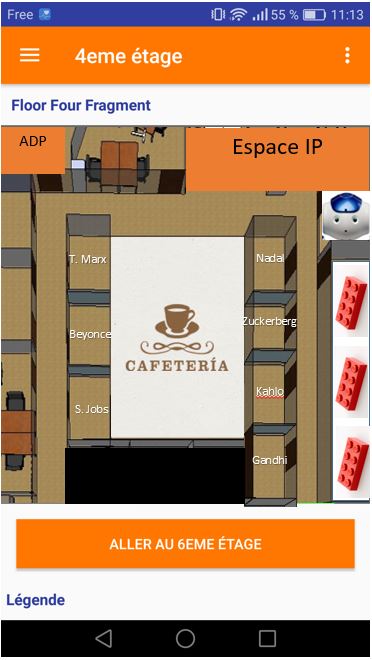 Free 55 % 11:13
4eme étage
Floor Four Fragment
ADP
Espace IP
T. Marx
Nadal
Beyonce
Zuckerberg
CAFETERÍA
Kahlo
S. Jobs
Gandhi
ALLER AU 6EME ÉTAGE
Légende